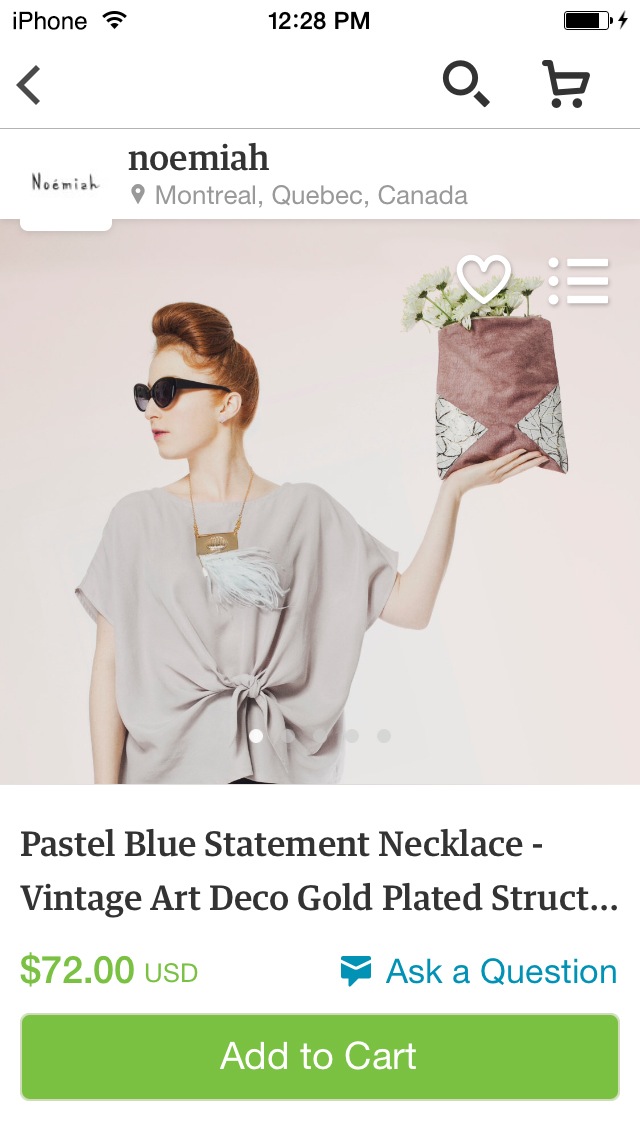 iPhone 12:28 PM
noemiah
Noémiah
Montreal, Quebec, Canada
Pastel Blue Statement Necklace -
Vintage Art Deco Gold Plated Struct...
$72.00 USD
Ask a Question
Add to Cart